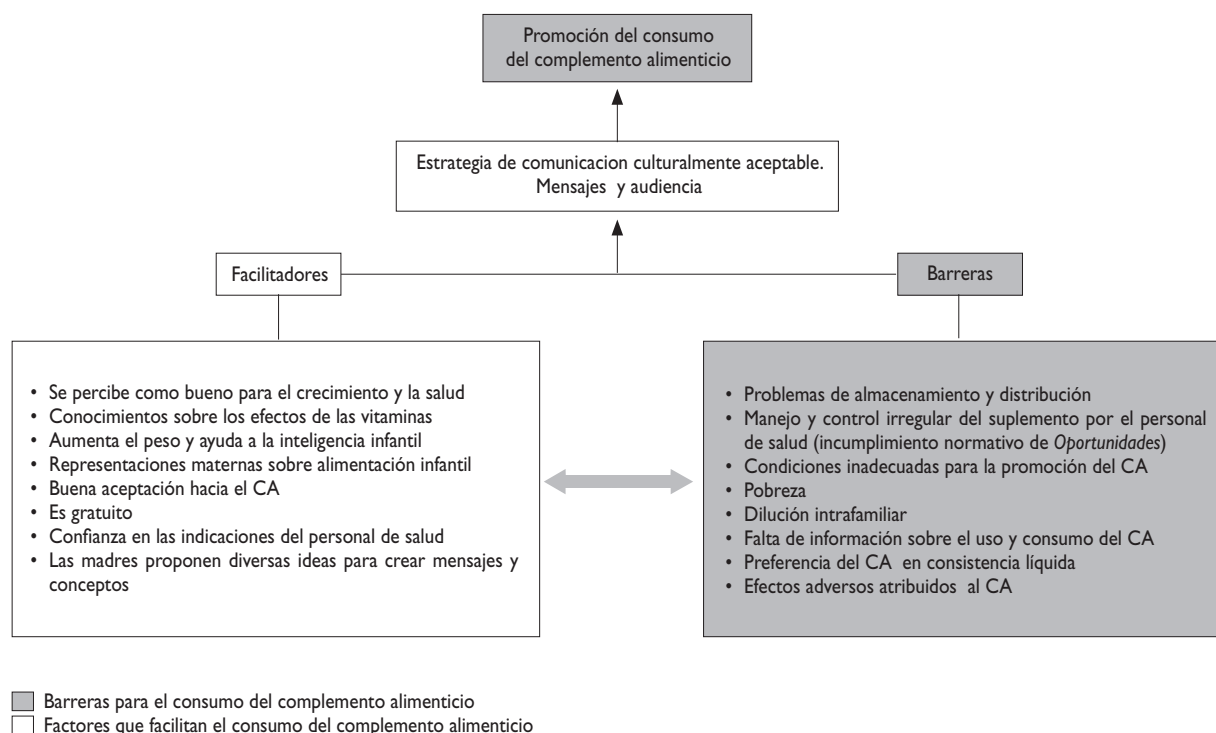 Promoción del consumo
del complemento alimenticio
Estrategia de comunicacion culturalmente aceptable.
Mensajes y audiencia
Facilitadores
Barreras
• Se percibe como bueno para el crecimiento y la salud
• Conocimientos sobre los efectos de las vitaminas
• Aumenta el peso y ayuda a la inteligencia infantil
• Representaciones maternas sobre alimentación infantil
• Buena aceptación hacia el CA
• Es gratuito
• Confianza en las indicaciones del personal de salud
• Las madres proponen diversas ideas para crear mensajes y
conceptos
• Problemas de almacenamiento y distribución
• Manejo y control irregular del suplemento por el personal
de salud (incumplimiento normativo de Oportunidades)
• Condiciones inadecuadas para la promoción del CA
• Pobreza
• Dilución intrafamiliar
• Falta de información sobre el uso y consumo del CA
• Preferencia del CA en consistencia líquida
• Efectos adversos atribuidos al CA
Barreras para el consumo del complemento alimenticio
Factores que facilitan el consumo del complemento alimenticio